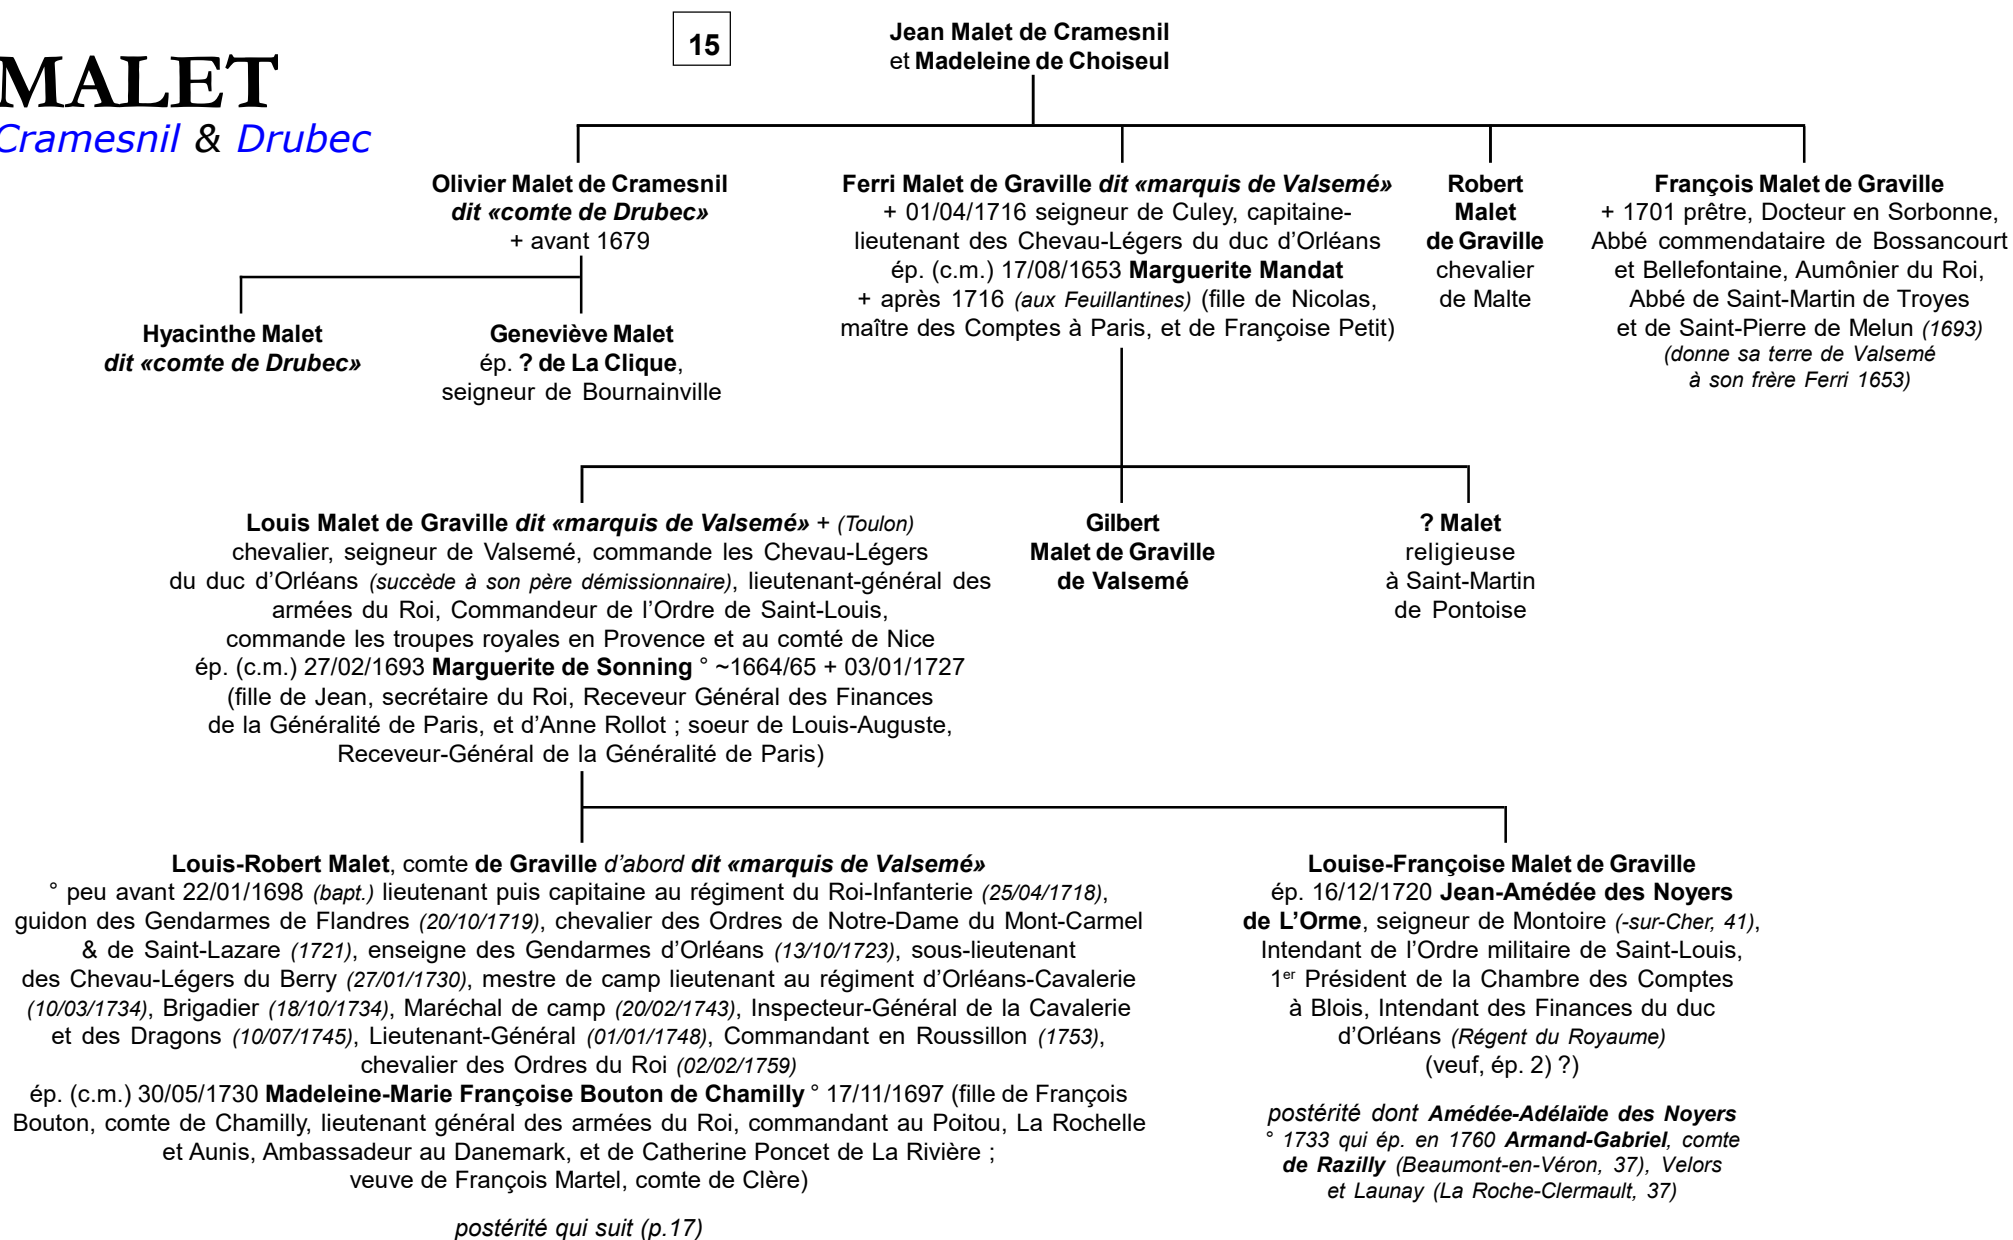 15
Jean Malet de Cramesnil
et Madeleine de Choiseul
MALET
Cramesnil & Drubec
Olivier Malet de Cramesnil
dit «comte de Drubec»
+ avant 1679
Ferri Malet de Graville dit «marquis de Valsemé»
+ 01/04/1716 seigneur de Culey, capitaine-
lieutenant des Chevau-Légers du duc d’Orléans
ép. (c.m.) 17/08/1653 Marguerite Mandat
+ après 1716 (aux Feuillantines) (fille de Nicolas,
maître des Comptes à Paris, et de Françoise Petit)
Robert
Malet
de Graville
chevalier
de Malte
François Malet de Graville
+ 1701 prêtre, Docteur en Sorbonne,
Abbé commendataire de Bossancourt
et Bellefontaine, Aumônier du Roi,
Abbé de Saint-Martin de Troyes
et de Saint-Pierre de Melun (1693)
(donne sa terre de Valsemé
à son frère Ferri 1653)
Hyacinthe Malet
dit «comte de Drubec»
Geneviève Malet
ép. ? de La Clique,
seigneur de Bournainville
Louis Malet de Graville dit «marquis de Valsemé» + (Toulon)
chevalier, seigneur de Valsemé, commande les Chevau-Légers
du duc d’Orléans (succède à son père démissionnaire), lieutenant-général des
armées du Roi, Commandeur de l’Ordre de Saint-Louis,
commande les troupes royales en Provence et au comté de Nice
ép. (c.m.) 27/02/1693 Marguerite de Sonning ° ~1664/65 + 03/01/1727
(fille de Jean, secrétaire du Roi, Receveur Général des Finances
de la Généralité de Paris, et d’Anne Rollot ; soeur de Louis-Auguste,
Receveur-Général de la Généralité de Paris)
Gilbert
Malet de Graville
de Valsemé
? Malet
religieuse
à Saint-Martin
de Pontoise
Louis-Robert Malet, comte de Graville d’abord dit «marquis de Valsemé»
° peu avant 22/01/1698 (bapt.) lieutenant puis capitaine au régiment du Roi-Infanterie (25/04/1718),
guidon des Gendarmes de Flandres (20/10/1719), chevalier des Ordres de Notre-Dame du Mont-Carmel
& de Saint-Lazare (1721), enseigne des Gendarmes d’Orléans (13/10/1723), sous-lieutenant
des Chevau-Légers du Berry (27/01/1730), mestre de camp lieutenant au régiment d’Orléans-Cavalerie
(10/03/1734), Brigadier (18/10/1734), Maréchal de camp (20/02/1743), Inspecteur-Général de la Cavalerie
et des Dragons (10/07/1745), Lieutenant-Général (01/01/1748), Commandant en Roussillon (1753),
chevalier des Ordres du Roi (02/02/1759)
ép. (c.m.) 30/05/1730 Madeleine-Marie Françoise Bouton de Chamilly ° 17/11/1697 (fille de François
Bouton, comte de Chamilly, lieutenant général des armées du Roi, commandant au Poitou, La Rochelle
et Aunis, Ambassadeur au Danemark, et de Catherine Poncet de La Rivière ;
veuve de François Martel, comte de Clère)
postérité qui suit (p.17)
Louise-Françoise Malet de Graville
ép. 16/12/1720 Jean-Amédée des Noyers
de L’Orme, seigneur de Montoire (-sur-Cher, 41),
Intendant de l’Ordre militaire de Saint-Louis,
1er Président de la Chambre des Comptes
à Blois, Intendant des Finances du duc
d’Orléans (Régent du Royaume)
(veuf, ép. 2) ?)
postérité dont Amédée-Adélaïde des Noyers
° 1733 qui ép. en 1760 Armand-Gabriel, comte
de Razilly (Beaumont-en-Véron, 37), Velors
et Launay (La Roche-Clermault, 37)